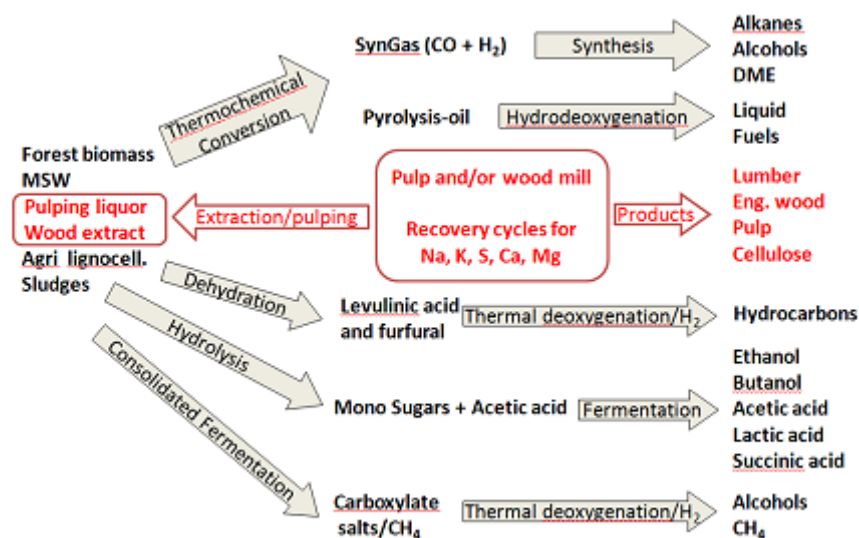 SynGas (CO + H₂)
Synthesis
Alkanes
Alcohols
DME
Thermochemical
Conversion
Pyrolysis-oil
Hydrodeoxygenation
Liquid
Fuels
Forest biomass
MSW
Pulping liquor
Wood extract
Agri lignocell.
Sludges
Extraction/pulping
Pulp and/or wood mill
Recovery cycles for
Na, K, S, Ca, Mg
Products
Lumber
Eng. wood
Pulp
Cellulose
Dehydration
Levulinic acid
and furfural
Thermal deoxygenation/H₂
Hydrocarbons
Hydrolysis
Mono Sugars + Acetic acid
Fermentation
Ethanol
Butanol
Acetic acid
Lactic acid
Succinic acid
Consolidated Fermentation
Carboxylate
salts/CH₄
Thermal deoxygenation/H₂
Alcohols
CH₄